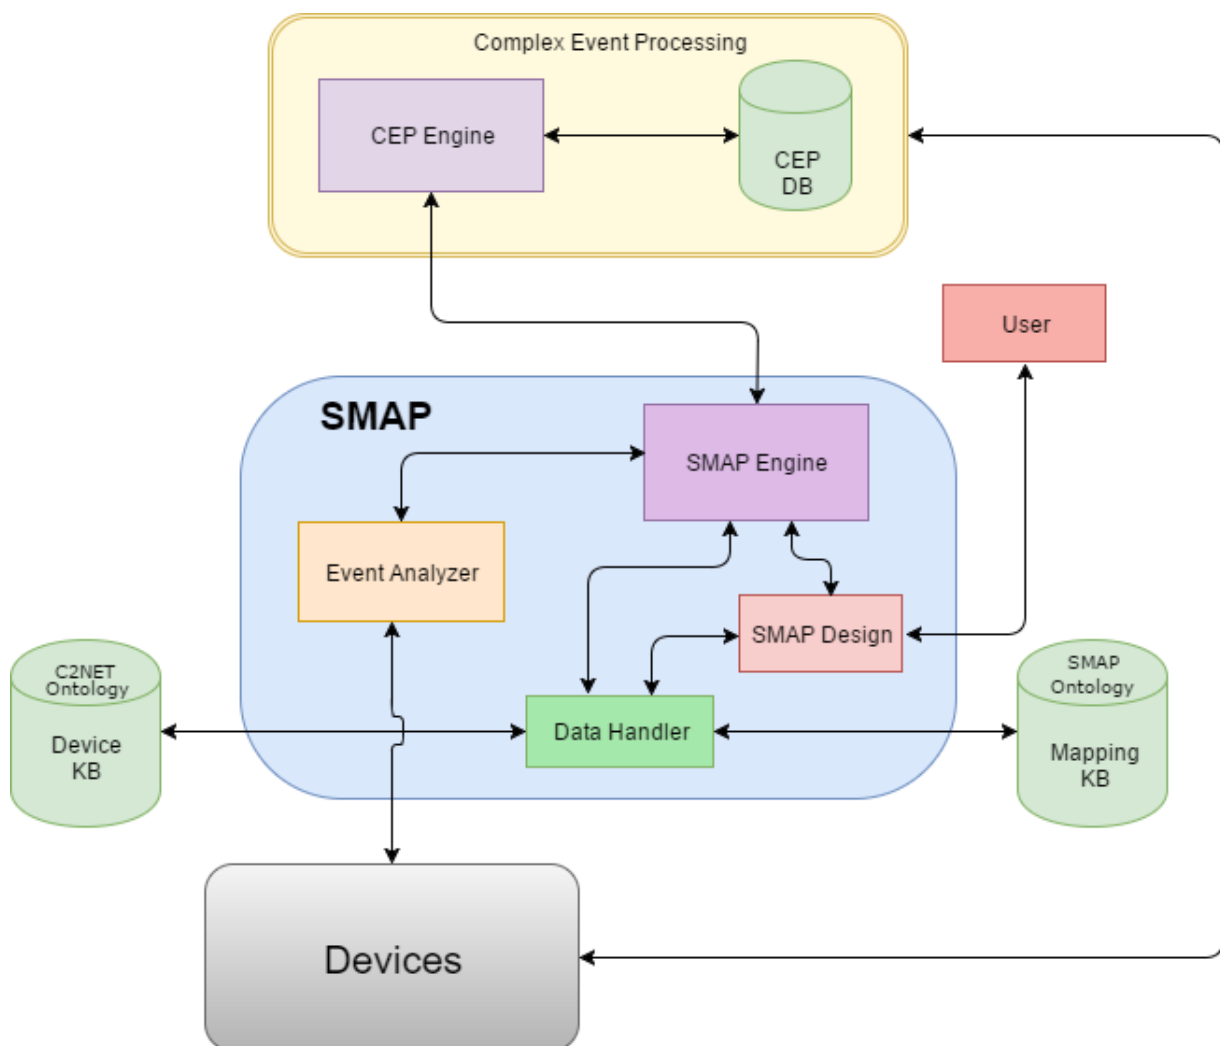 Complex Event Processing
CEP Engine
CEP
DB
User
SMAP
SMAP Engine
Event Analyzer
SMAP Design
C2NET
Ontology
Device
KB
Data Handler
SMAP
Ontology
Mapping
KB
Devices